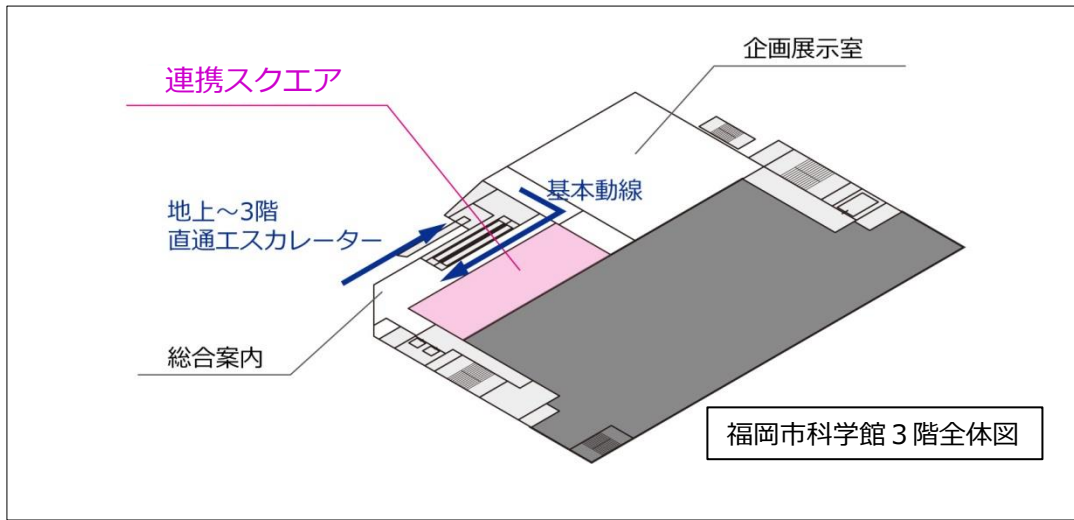 企画展示室
連携スクエア
基本動線
地上～3階
直通エスカレーター
総合案内
福岡市科学館３階全体図